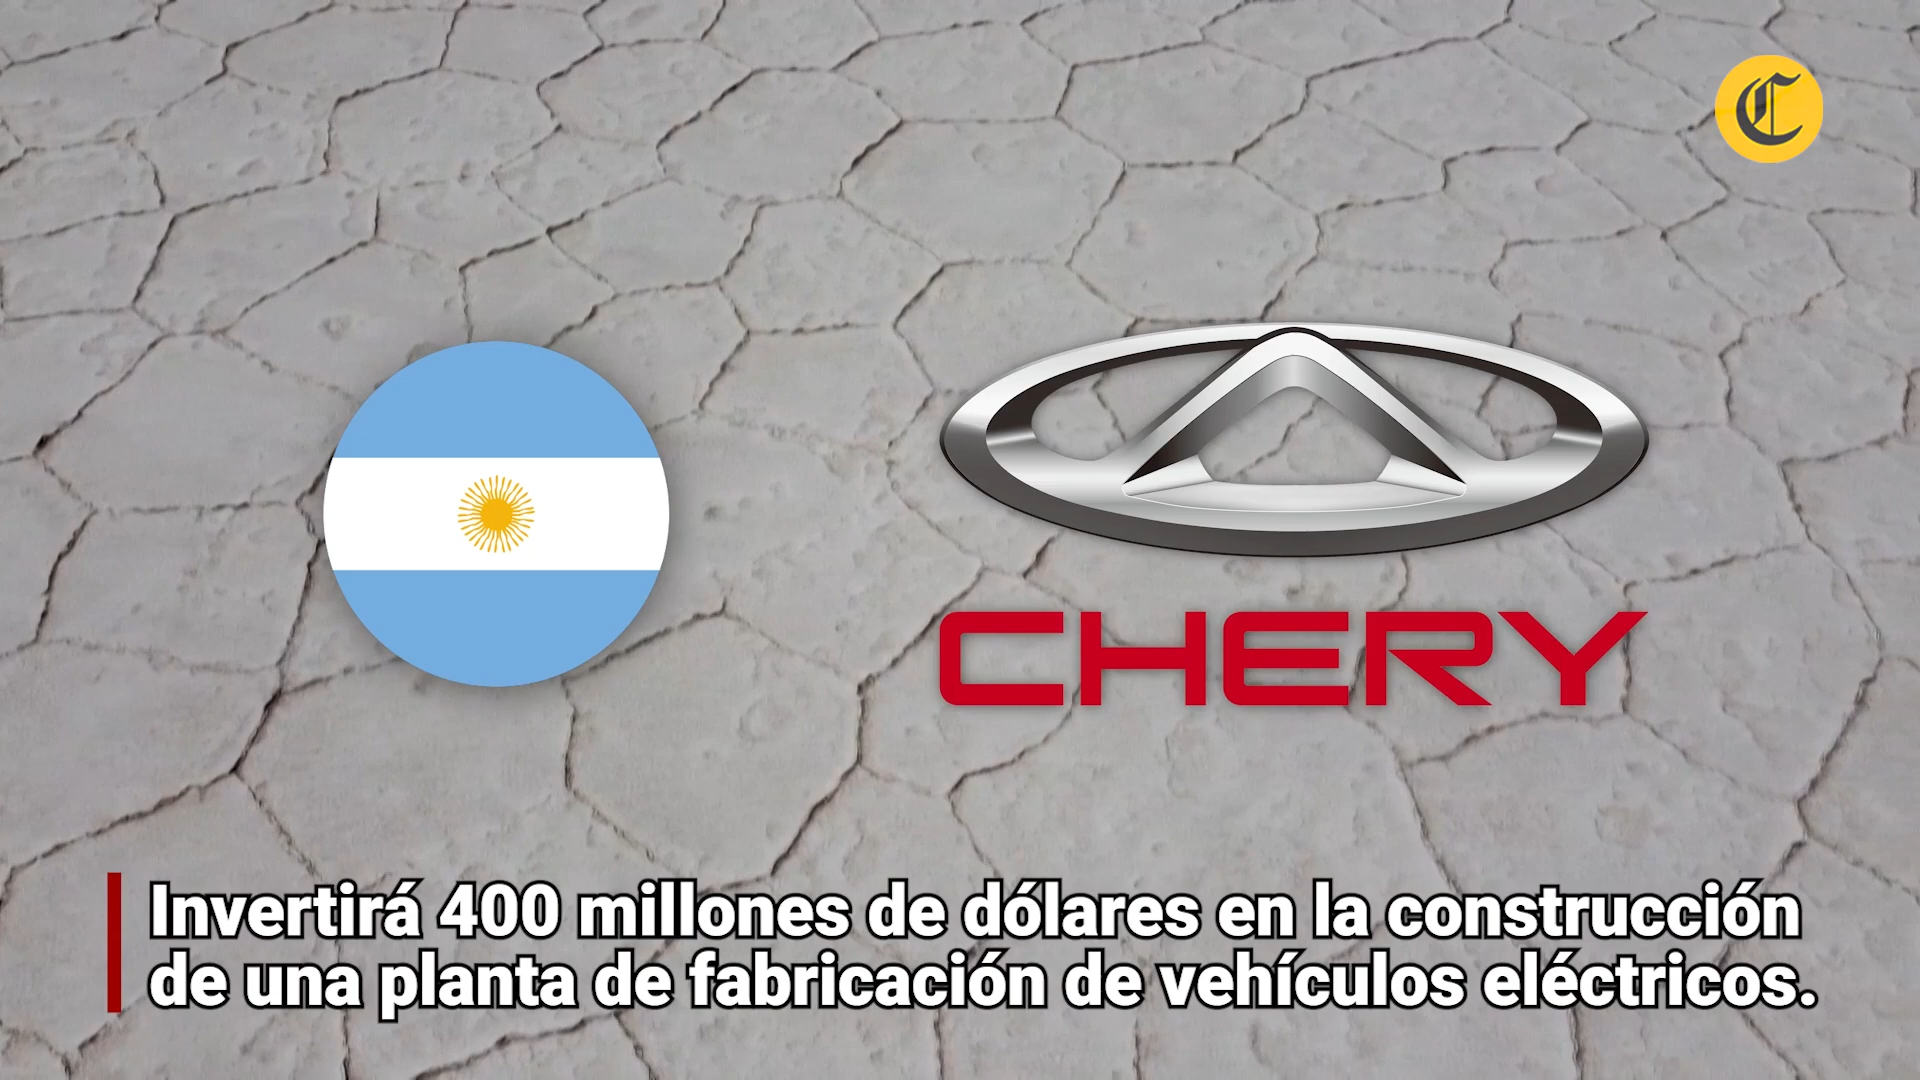 C
CHERY
Invertirá 400 millones de dólares en la construcción
de una planta de fabricación de vehículos eléctricos.